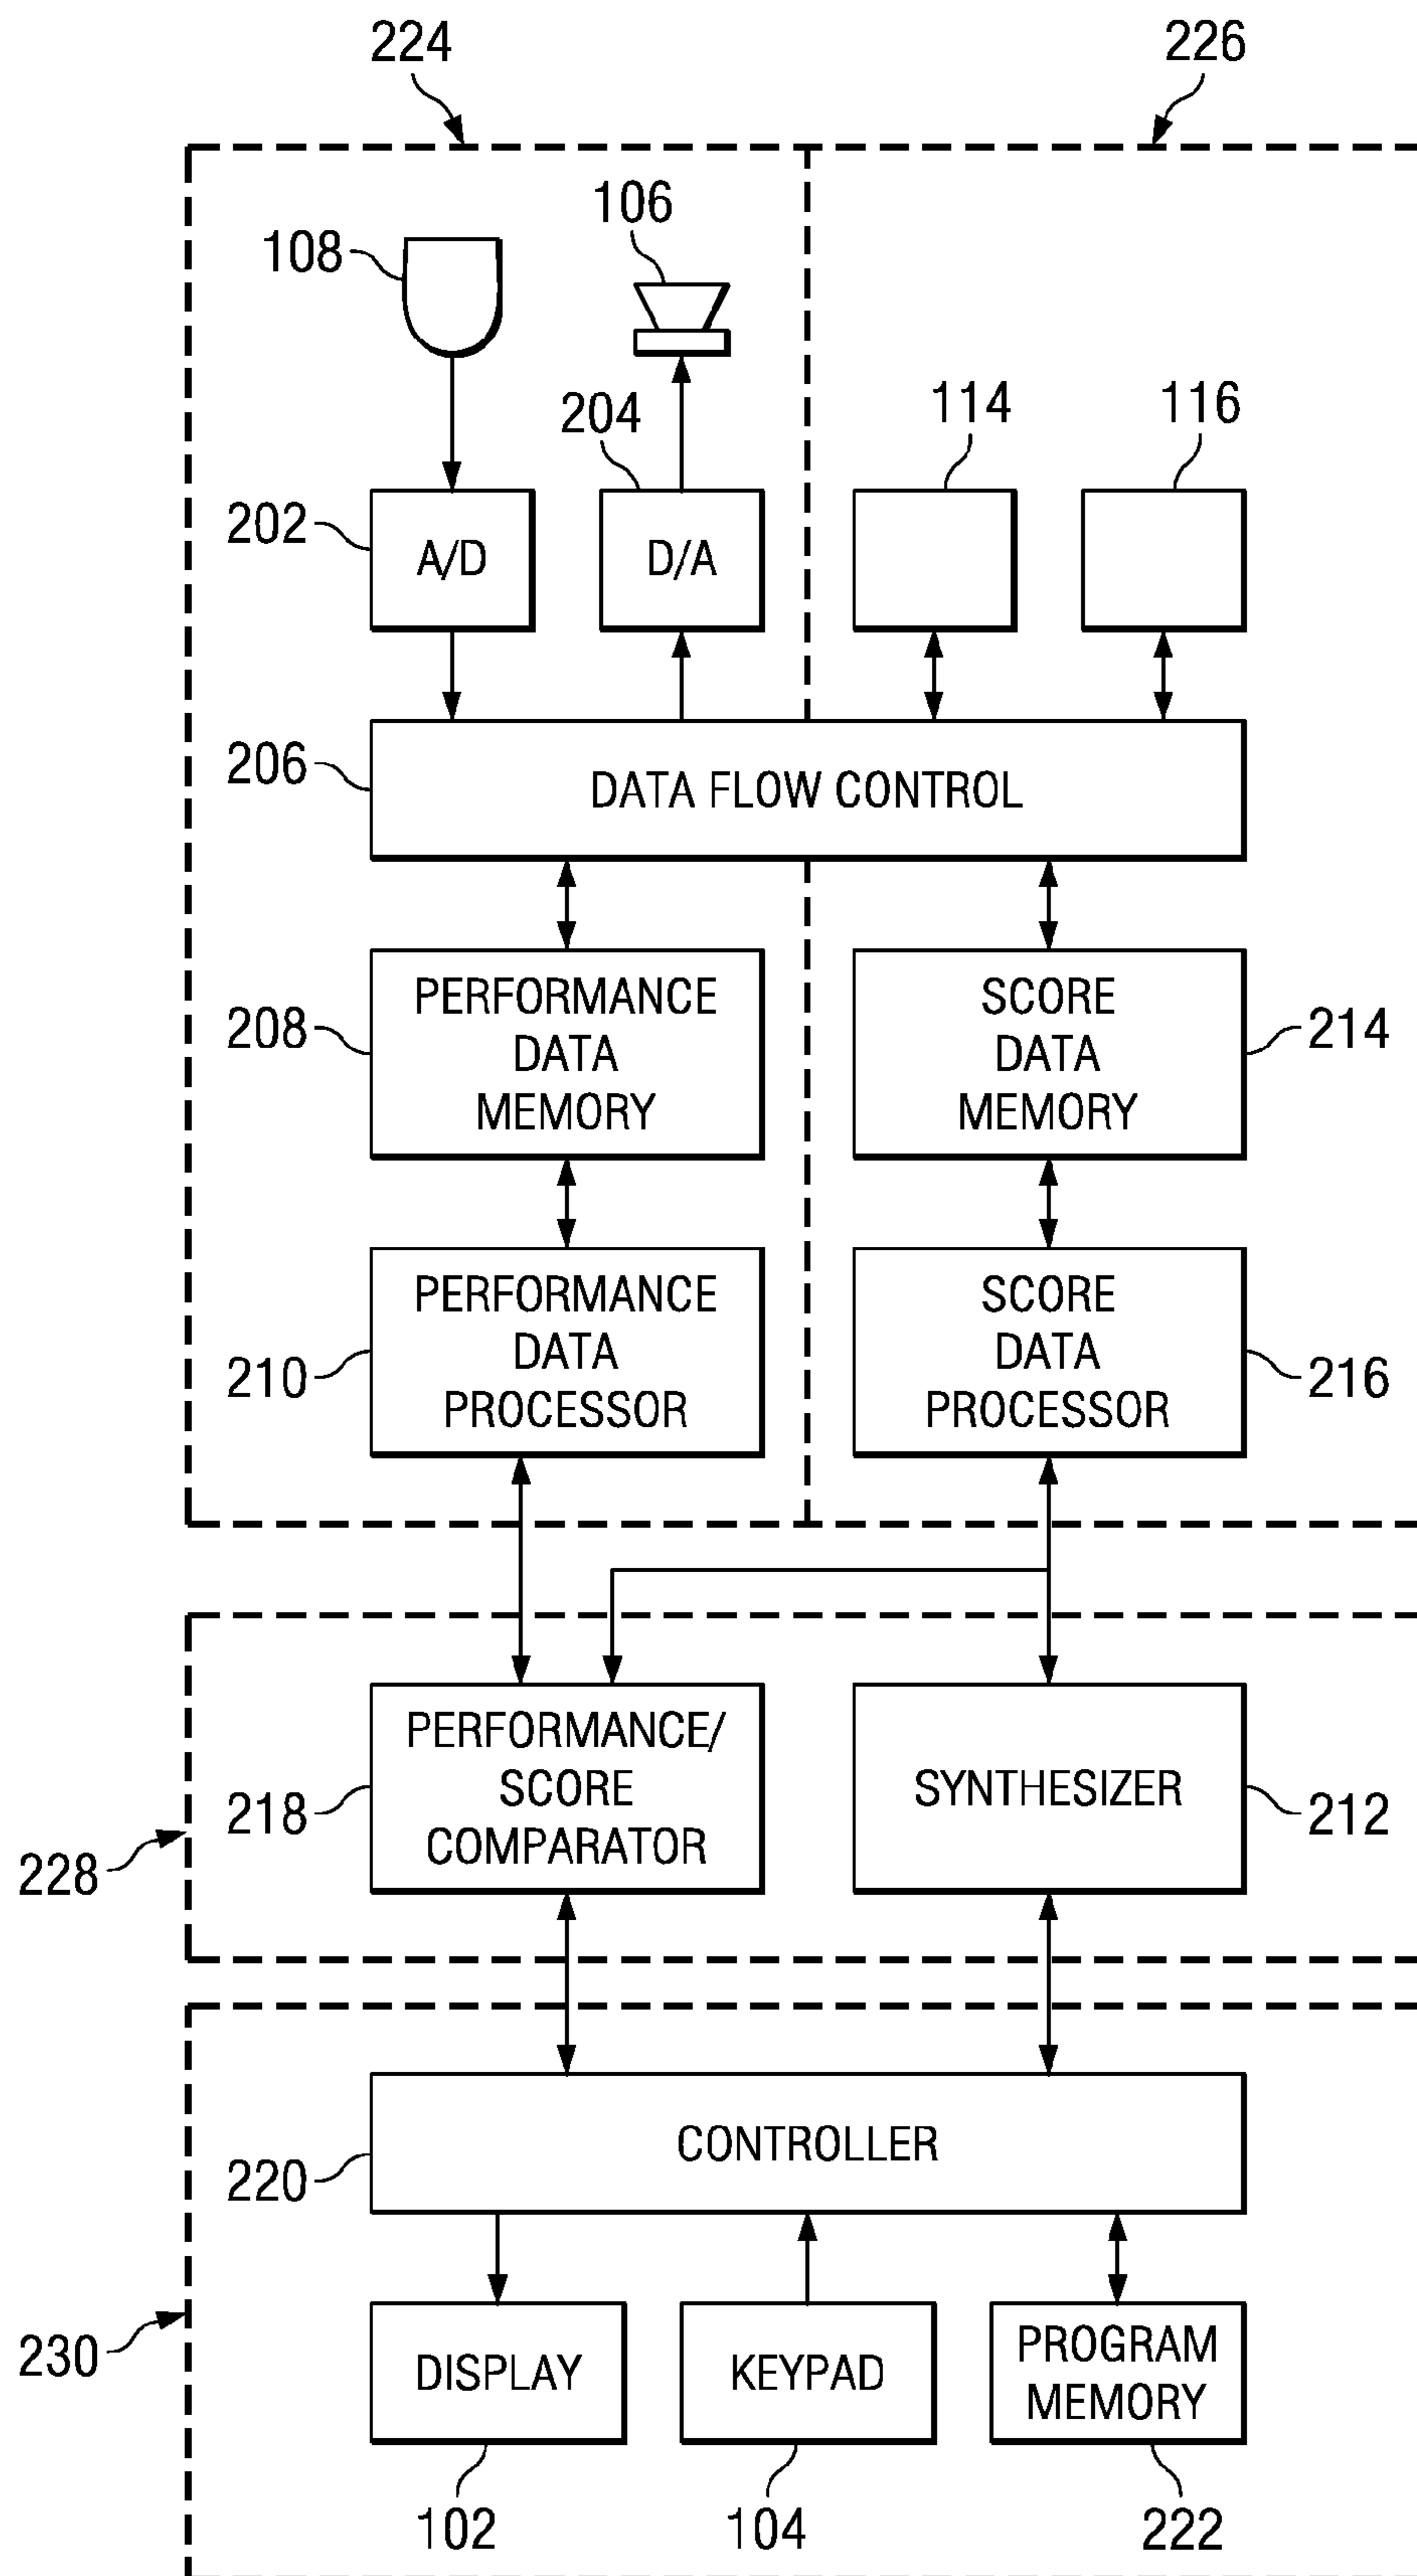 224
226
106
108
114
116
204
202
A/D
D/A
206
DATA FLOW CONTROL
208
PERFORMANCE
DATA
MEMORY
SCORE
DATA
MEMORY
214
210
PERFORMANCE
DATA
PROCESSOR
SCORE
DATA
PROCESSOR
216
218
PERFORMANCE/
SCORE
COMPARATOR
SYNTHESIZER
212
228
CONTROLLER
220
230
DISPLAY
KEYPAD
PROGRAM
MEMORY
102
104
222